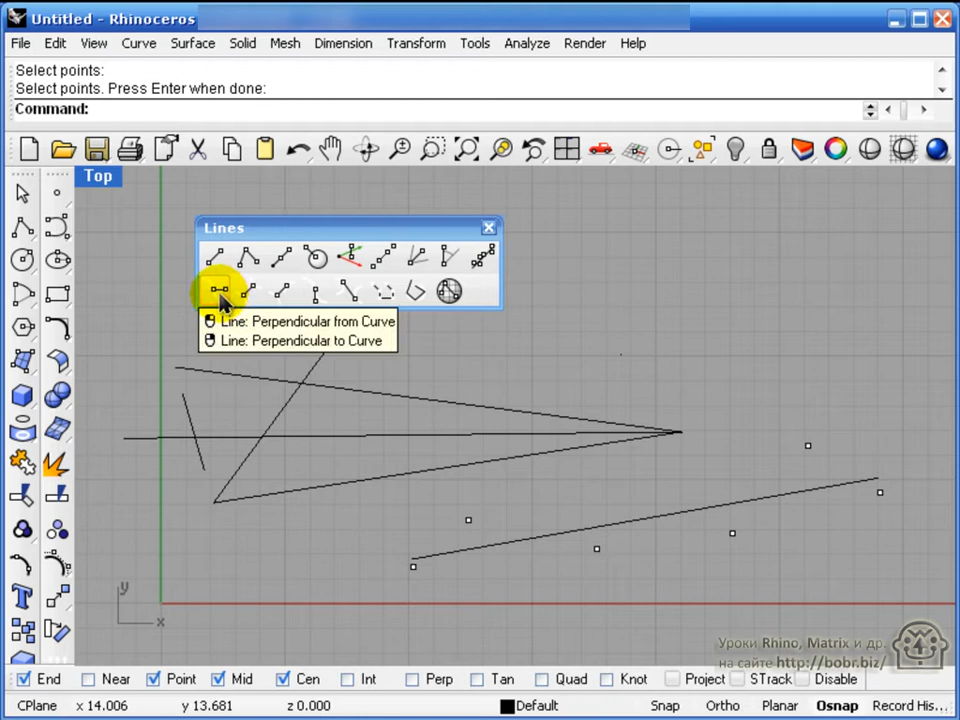 Untitled - Rhinoceros
File Edit View Curve Surface Solid Mesh Dimension Transform Tools Analyze Render Help
Select points:
Select points. Press Enter when done:
Command:
Top
Lines
Line: Perpendicular from Curve
Line: Perpendicular to Curve
y
x
Уроки Rhino, Matrix и др.
на сайте http://bobr.biz/
End Near Point Mid Cen Int Perp Tan Quad Knot Project STrack Disable
CPlane x 14.006 y 13.681 z 0.000 Default Snap Ortho Planar Osnap Record His...